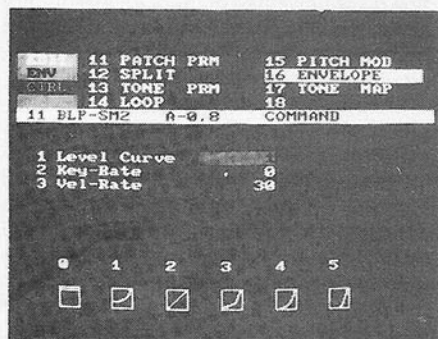 11 PATCH PRM 15 PITCH MOD
ENV 12 SPLIT 16 ENVELOPE
CTRL 13 TONE PRM 17 TONE MAP
14 LOOP 18
11 BLP-SM2 A-0.8 COMMAND
1 Level Curve 1
2 Key-Rate 0
3 Vel-Rate 30
0 1 2 3 4 5